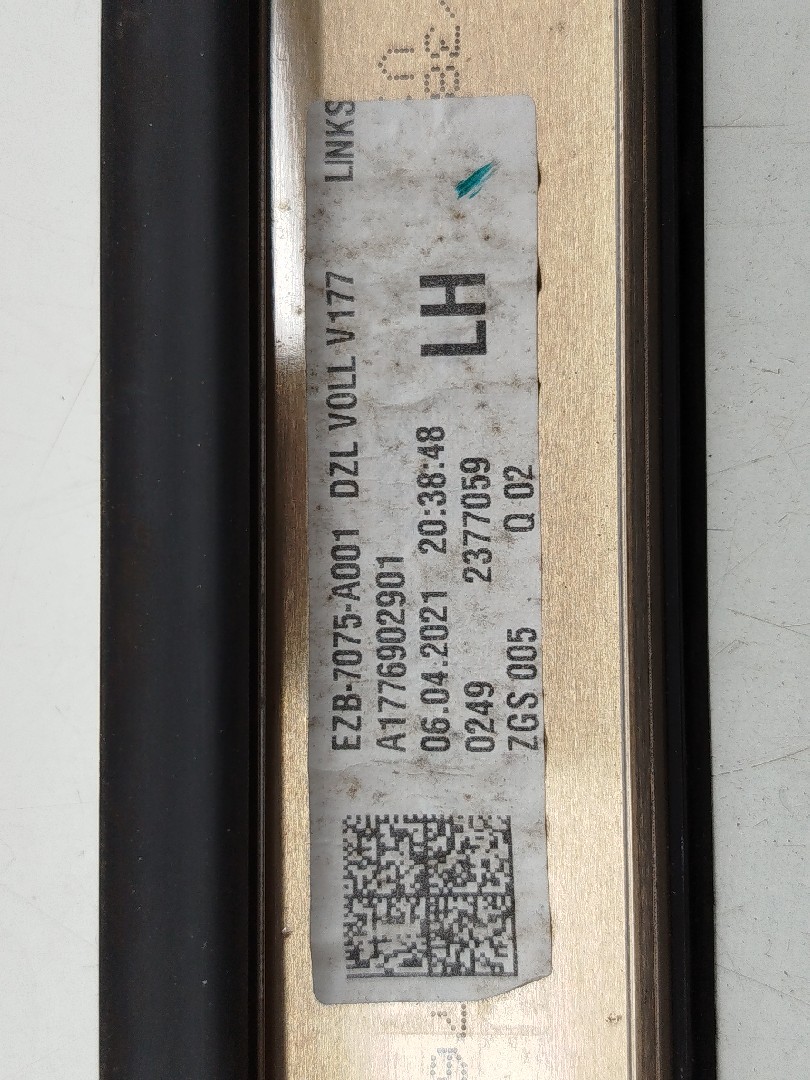 EZB-7075-A001 DZL VOLL V177 LINKS
A1776902901
06.04.2021 20:38:48 LH
0249 2377059
ZGS 005 Q 02